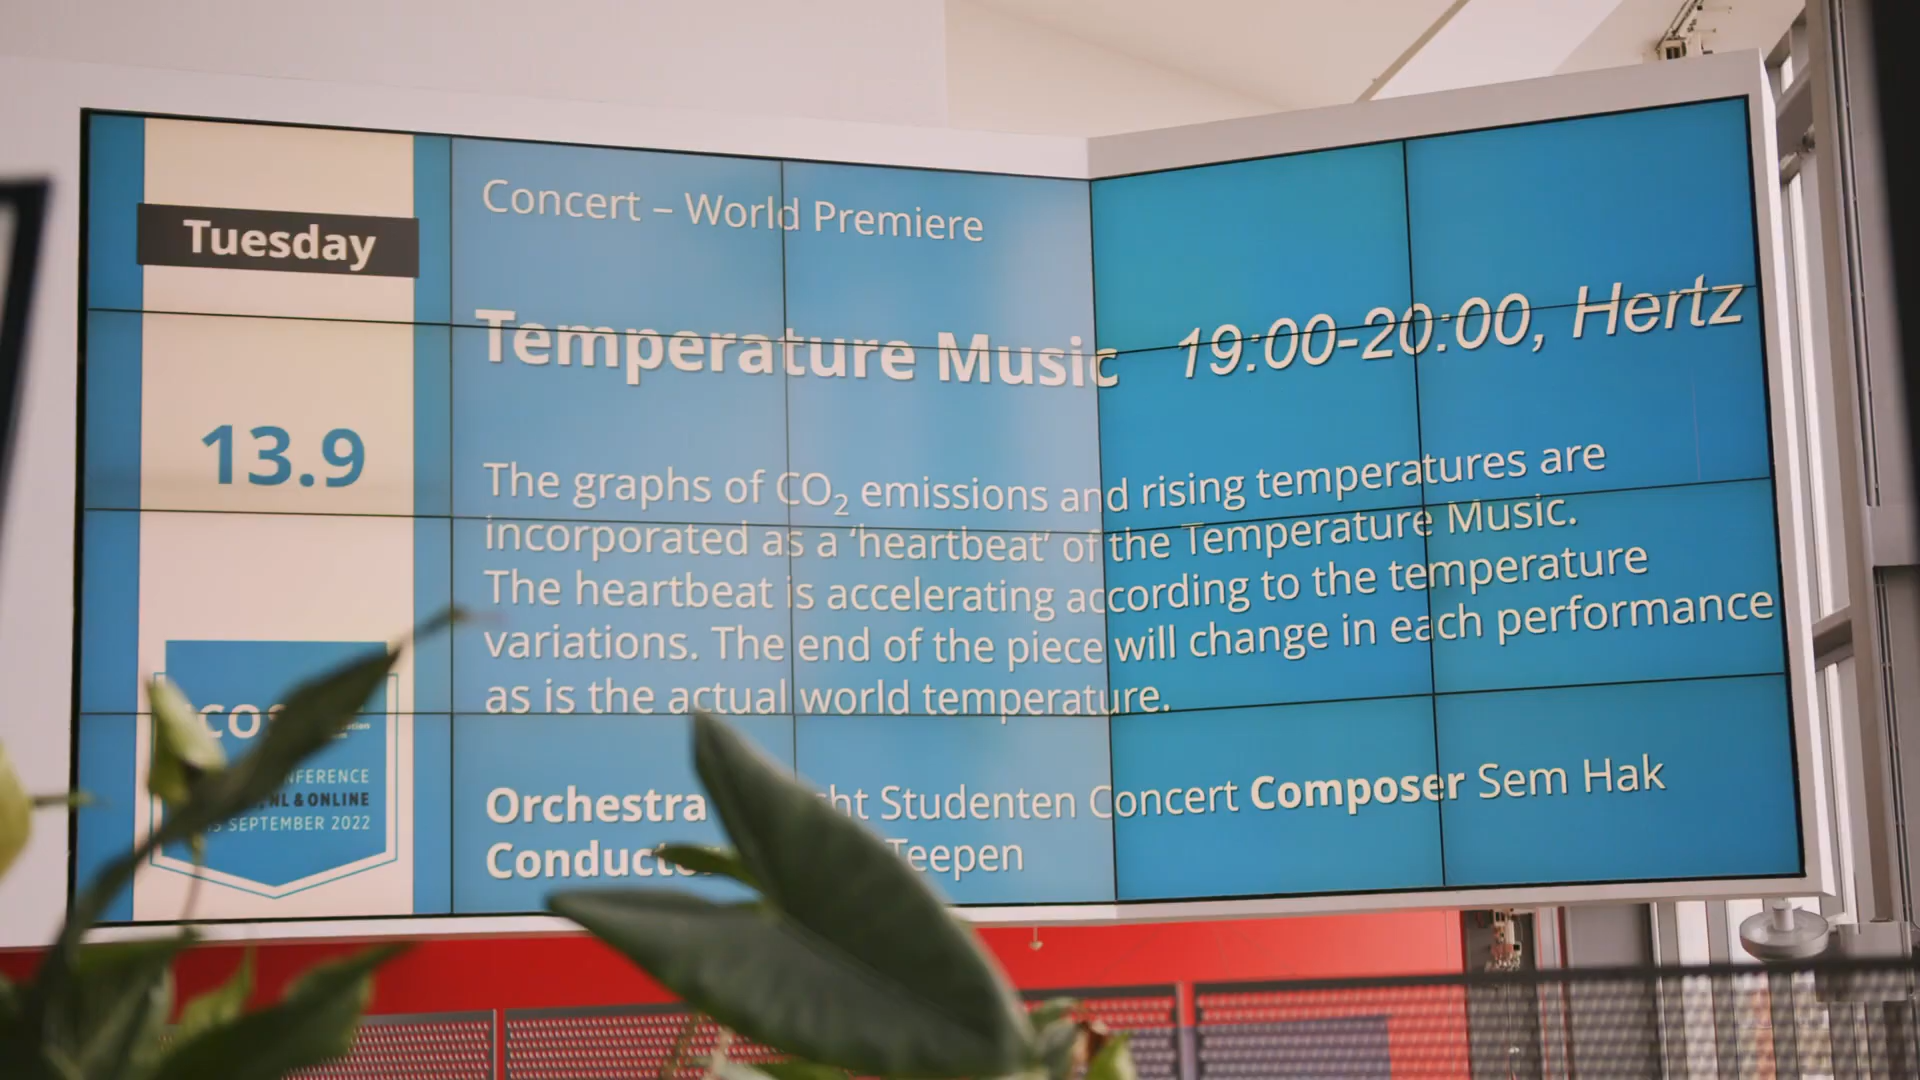 Tuesday
13.9
Concert – World Premiere
Temperature Music 19:00-20:00, Hertz
The graphs of CO₂ emissions and rising temperatures are
incorporated as a ‘heartbeat’ of the Temperature Music.
The heartbeat is accelerating according to the temperature
variations. The end of the piece will change in each performance
as is the actual world temperature.
Orchestra Studenten Concert Composer Sem Hak
Teepen
NL & ONLINE
SEPTEMBER 2022